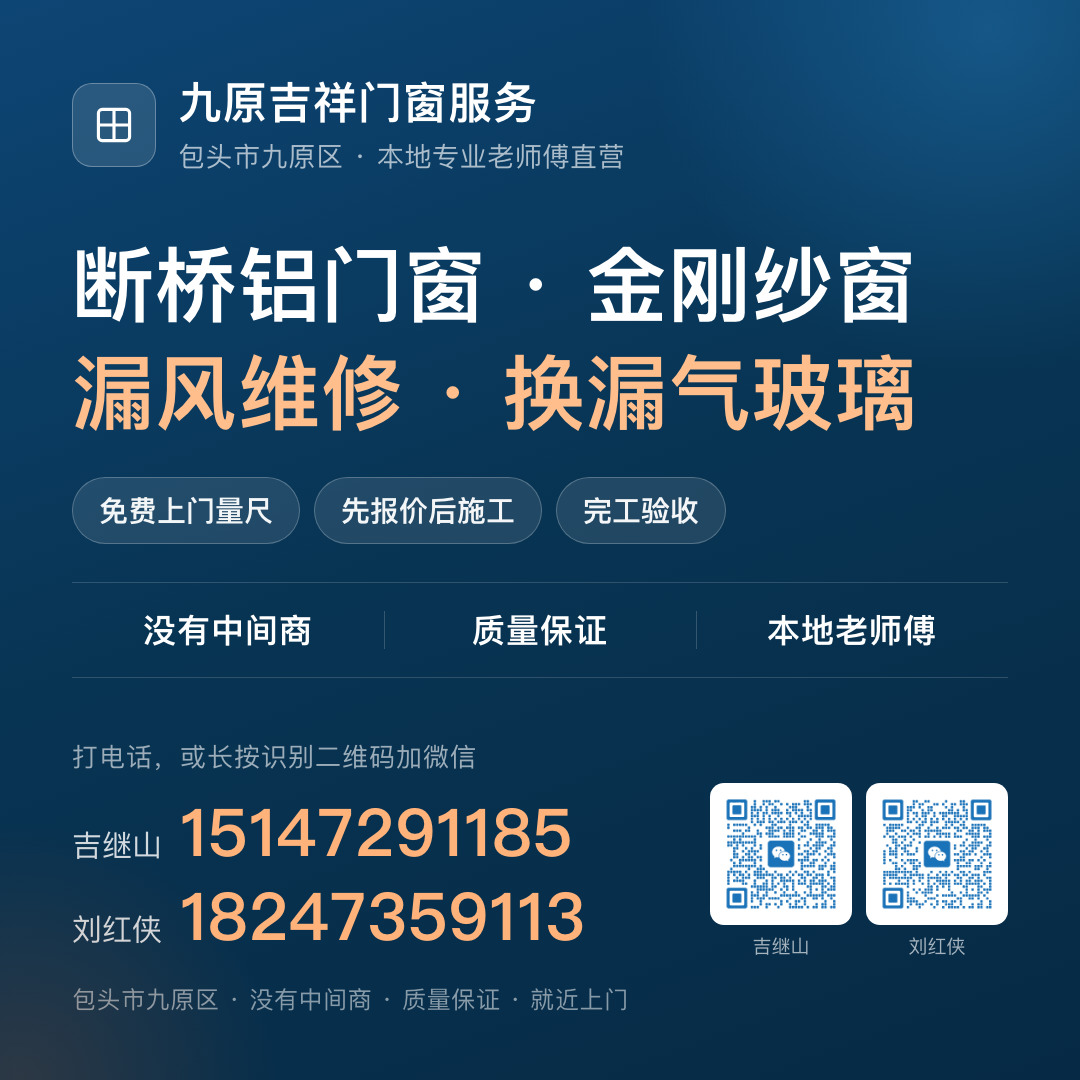 九原吉祥门窗服务
包头市九原区 · 本地专业老师傅直营
断桥铝门窗 · 金刚纱窗
漏风维修 · 换漏气玻璃
免费上门量尺 先报价后施工 完工验收
没有中间商 质量保证 本地老师傅
打电话，或长按识别二维码加微信
吉继山 15147291185
刘红侠 18247359113
吉继山 刘红侠
包头市九原区 · 没有中间商 · 质量保证 · 就近上门